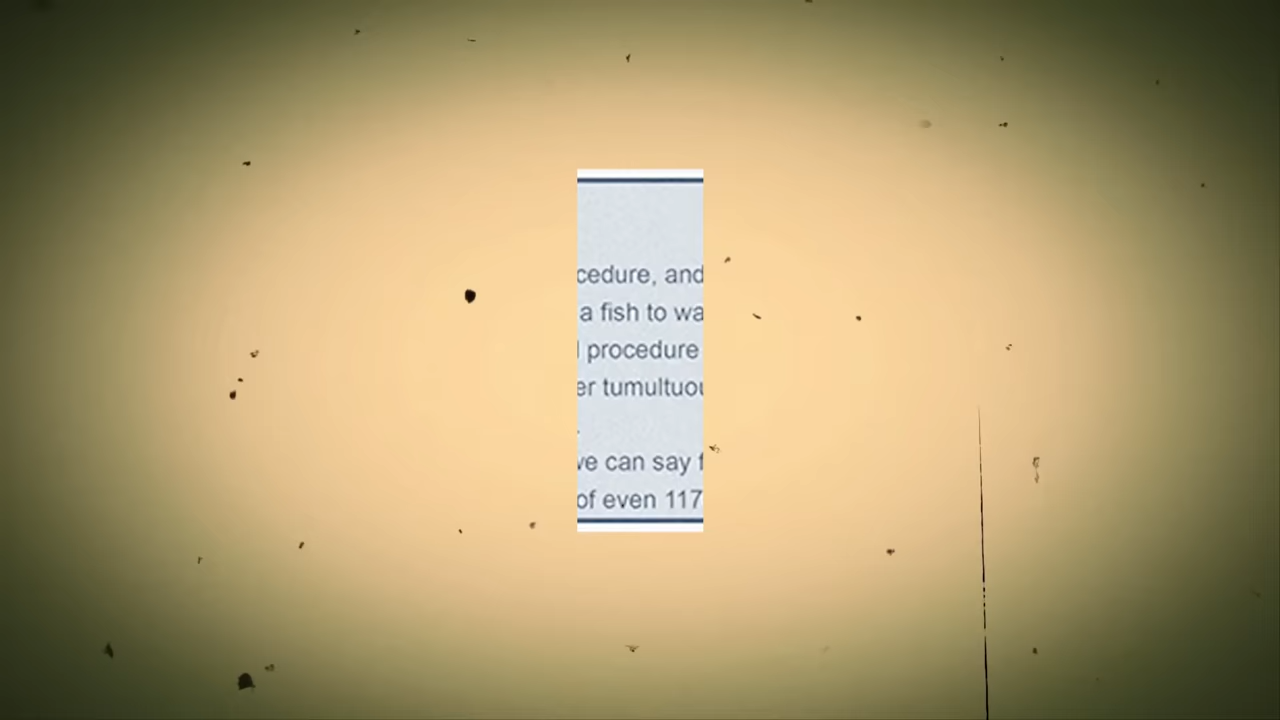 cedure, and
a fish to wa
procedure
er tumultuou
ve can say f
of even 117